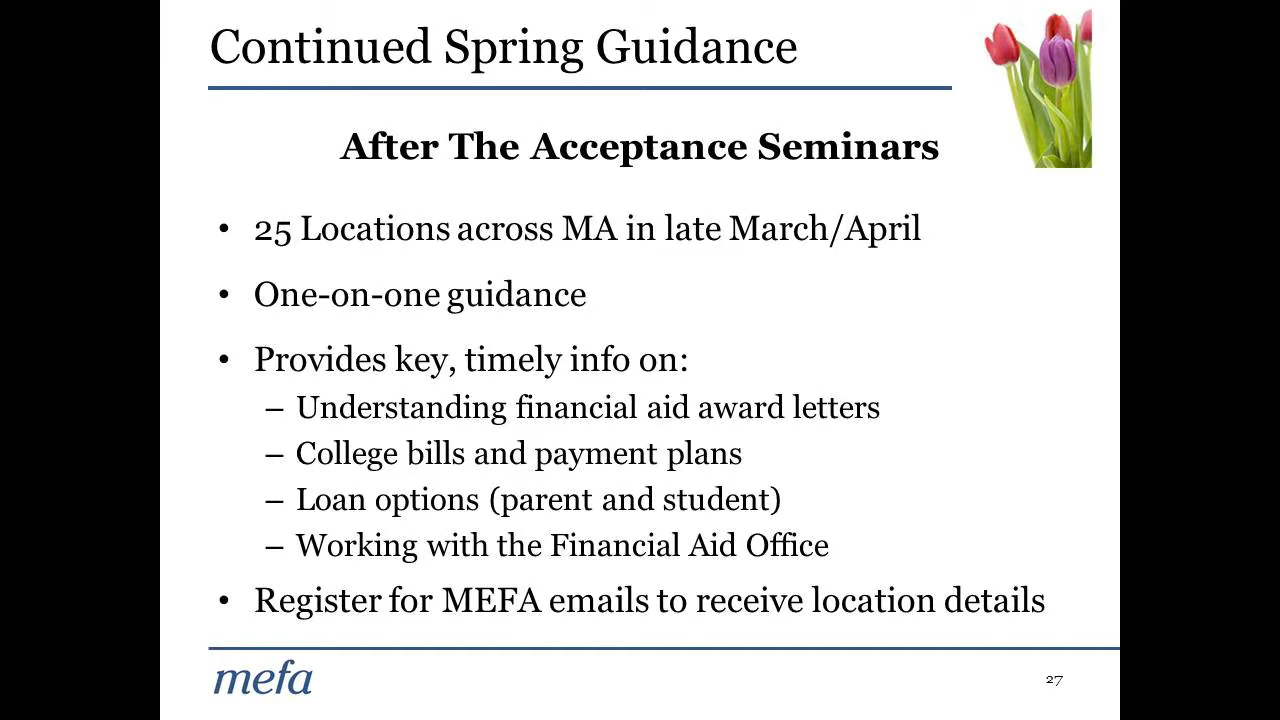 Continued Spring Guidance
After The Acceptance Seminars
• 25 Locations across MA in late March/April
• One-on-one guidance
• Provides key, timely info on:
– Understanding financial aid award letters
– College bills and payment plans
– Loan options (parent and student)
– Working with the Financial Aid Office
• Register for MEFA emails to receive location details
mefa
27